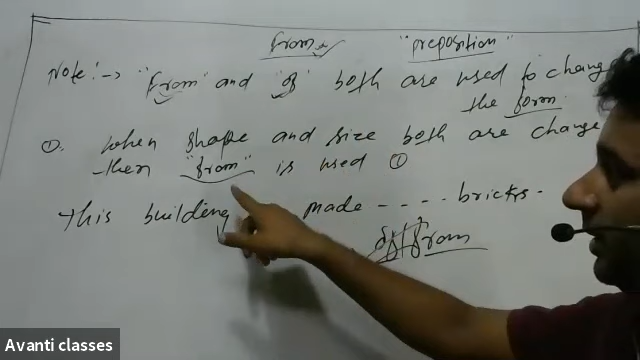 from "preposition"
Note:-> "from" and "of" both are used to change
the form.
①. when shape and size both are change
then "from" is used ①
This building made ---- bricks.
of/from
Avanti classes